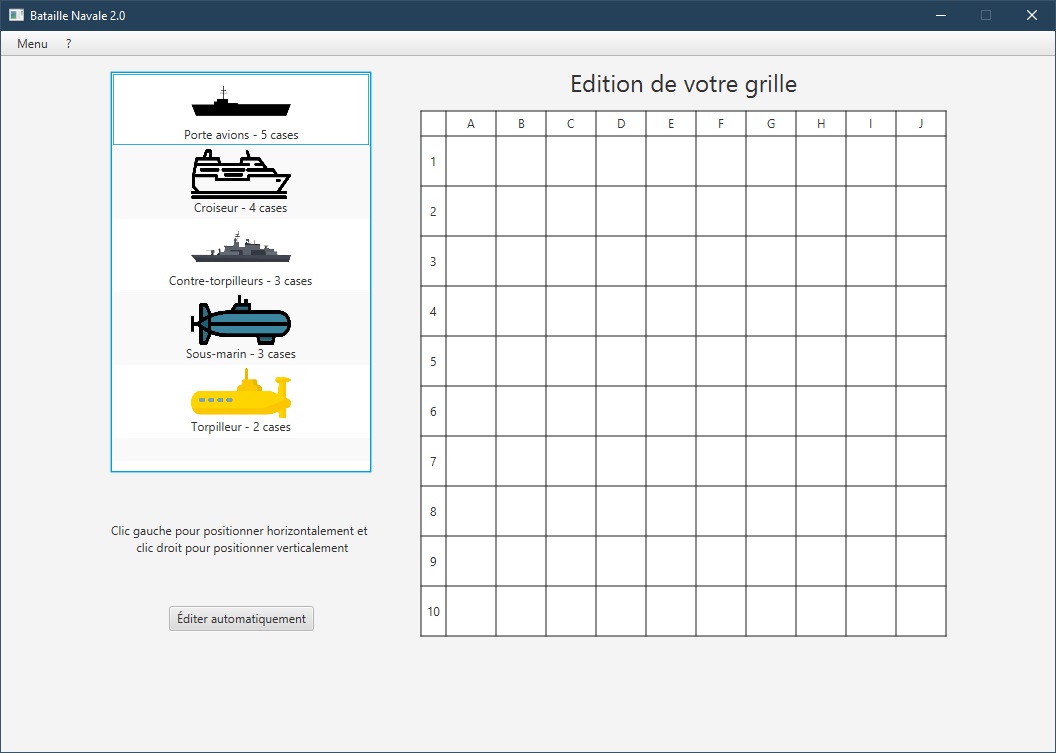 Bataille Navale 2.0
Menu ?
Porte avions - 5 cases
Croiseur - 4 cases
Contre-torpilleurs - 3 cases
Sous-marin - 3 cases
Torpilleur - 2 cases
Clic gauche pour positionner horizontalement et
clic droit pour positionner verticalement
Éditer automatiquement
Edition de votre grille
A B C D E F G H I J
1
2
3
4
5
6
7
8
9
10